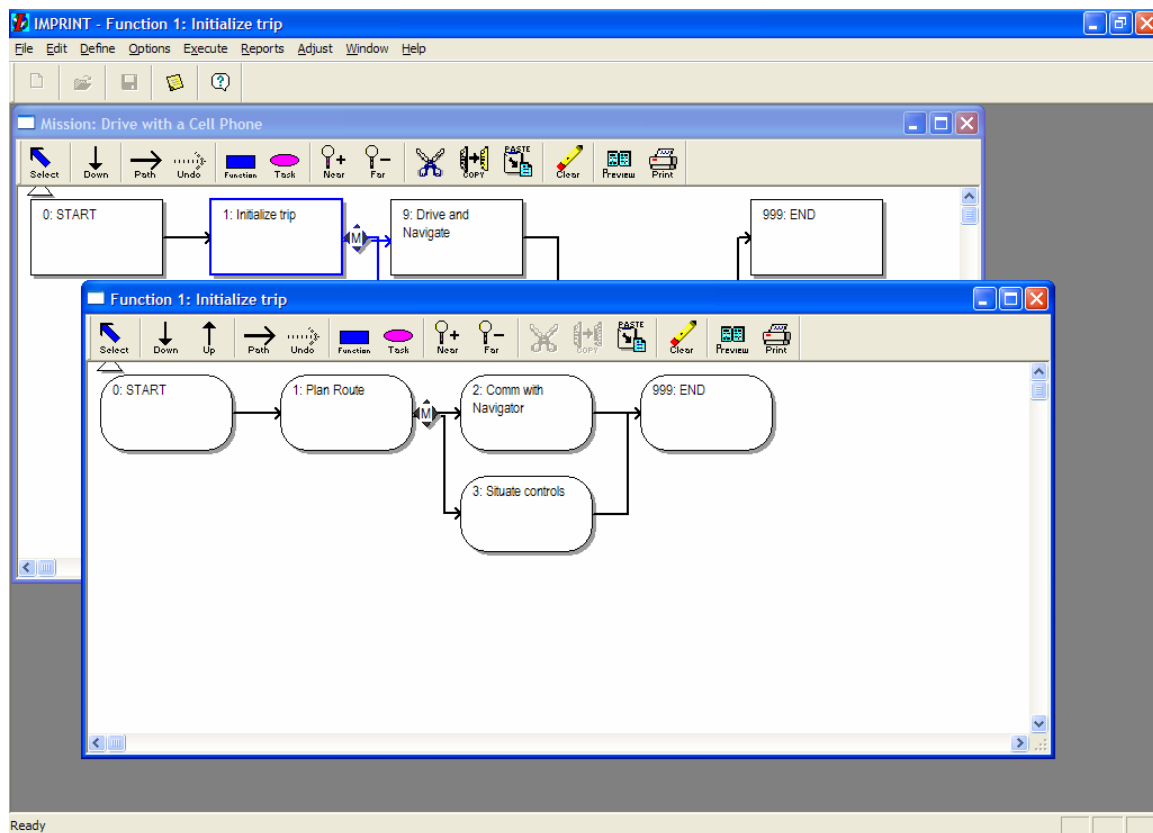 IMPRINT - Function 1: Initialize trip
File Edit Define Options Execute Reports Adjust Window Help
Mission: Drive with a Cell Phone
Select Down Path Undo Function Task Near Far COPY PASTE Clear Preview Print
0: START
1: Initialize trip
M
9: Drive and
Navigate
999: END
Function 1: Initialize trip
Select Down Up Path Undo Function Task Near Far COPY PASTE Clear Preview Print
0: START
1: Plan Route
M
2: Comm with
Navigator
999: END
3: Situate controls
Ready